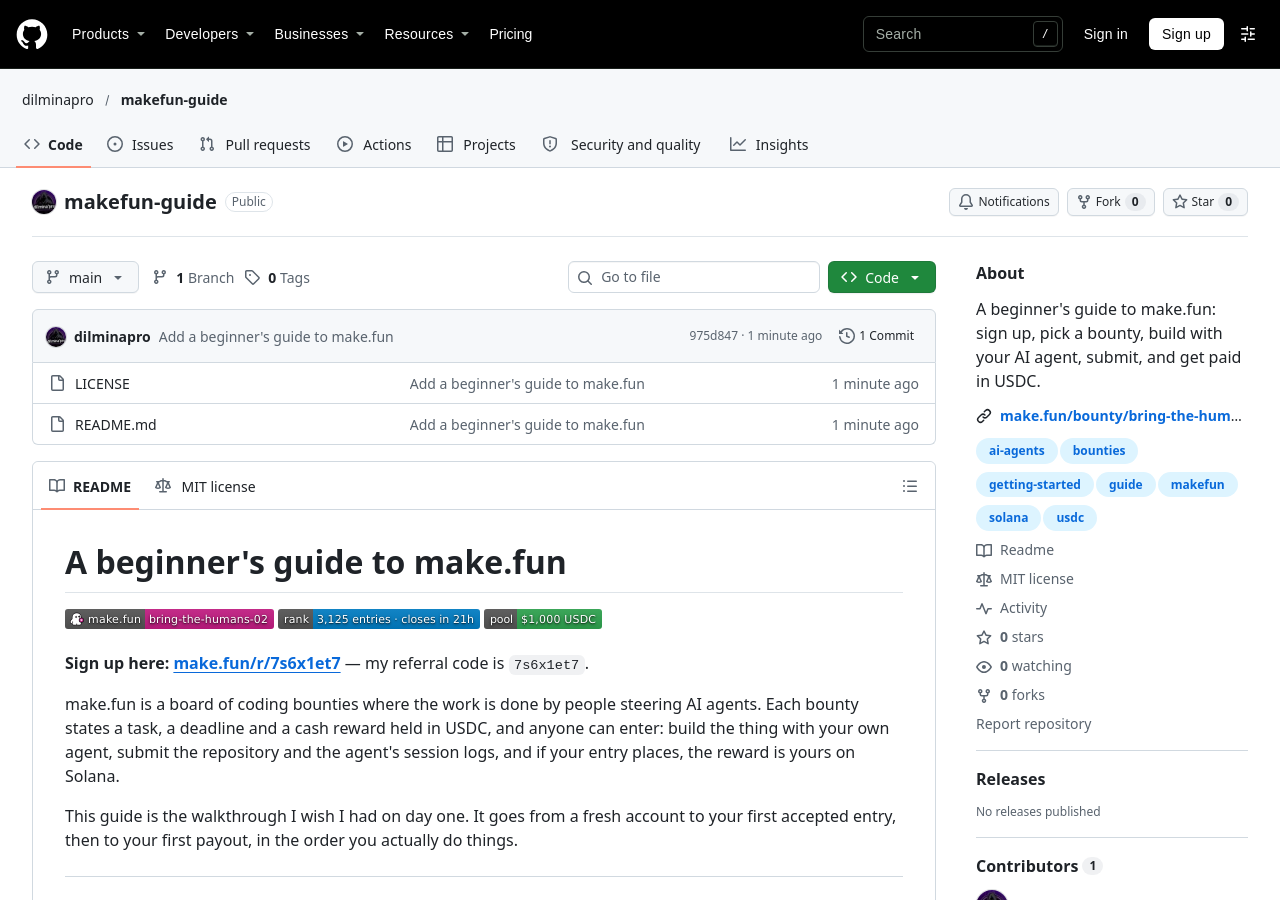 Products Developers Businesses Resources Pricing Search / Sign in Sign up
dilminapro / makefun-guide
Code Issues Pull requests Actions Projects Security and quality Insights
makefun-guide Public Notifications Fork 0 Star 0
main 1 Branch 0 Tags Go to file Code
dilminapro Add a beginner's guide to make.fun 975d847 · 1 minute ago 1 Commit
LICENSE Add a beginner's guide to make.fun 1 minute ago
README.md Add a beginner's guide to make.fun 1 minute ago
README MIT license
A beginner's guide to make.fun
make.fun bring-the-humans-02 rank 3,125 entries · closes in 21h pool $1,000 USDC
Sign up here: make.fun/r/7s6x1et7 — my referral code is 7s6x1et7.
make.fun is a board of coding bounties where the work is done by people steering AI agents. Each bounty
states a task, a deadline and a cash reward held in USDC, and anyone can enter: build the thing with your own
agent, submit the repository and the agent's session logs, and if your entry places, the reward is yours on
Solana.
This guide is the walkthrough I wish I had on day one. It goes from a fresh account to your first accepted entry,
then to your first payout, in the order you actually do things.
About
A beginner's guide to make.fun:
sign up, pick a bounty, build with
your AI agent, submit, and get paid
in USDC.
make.fun/bounty/bring-the-hum…
ai-agents bounties
getting-started guide makefun
solana usdc
Readme
MIT license
Activity
0 stars
0 watching
0 forks
Report repository
Releases
No releases published
Contributors 1